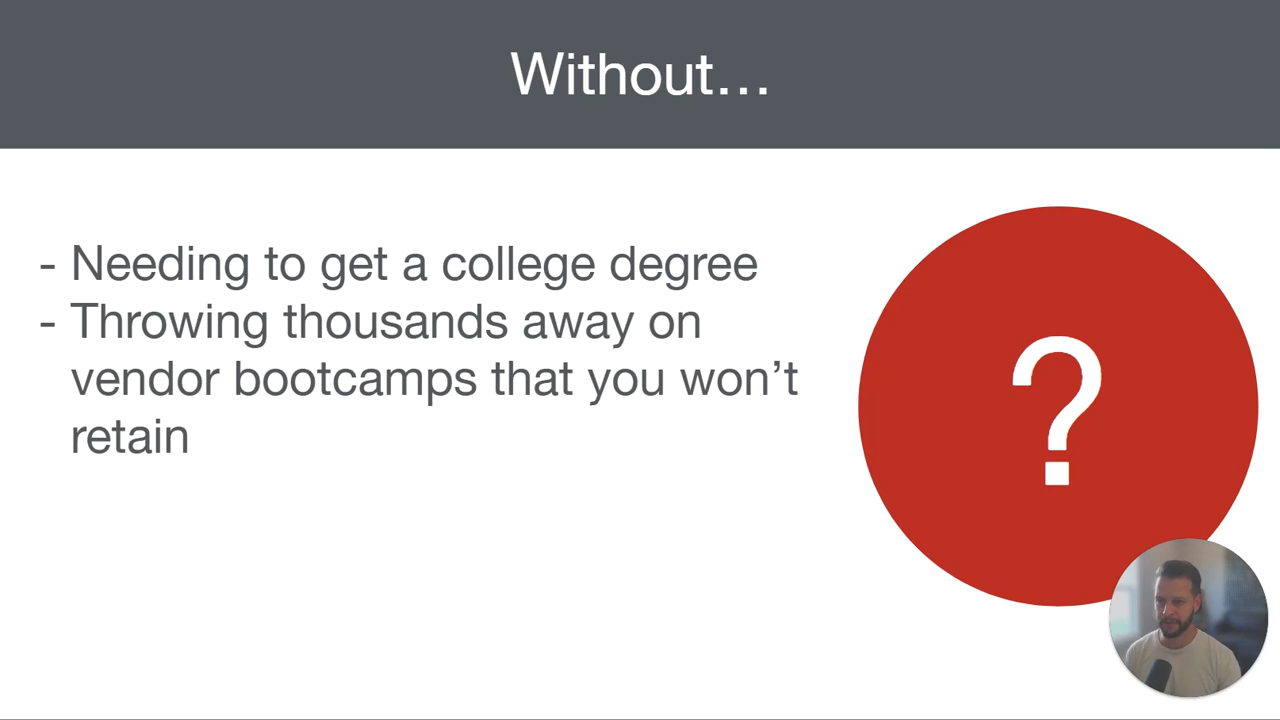 Without…
- Needing to get a college degree
- Throwing thousands away on
vendor bootcamps that you won’t
retain
?